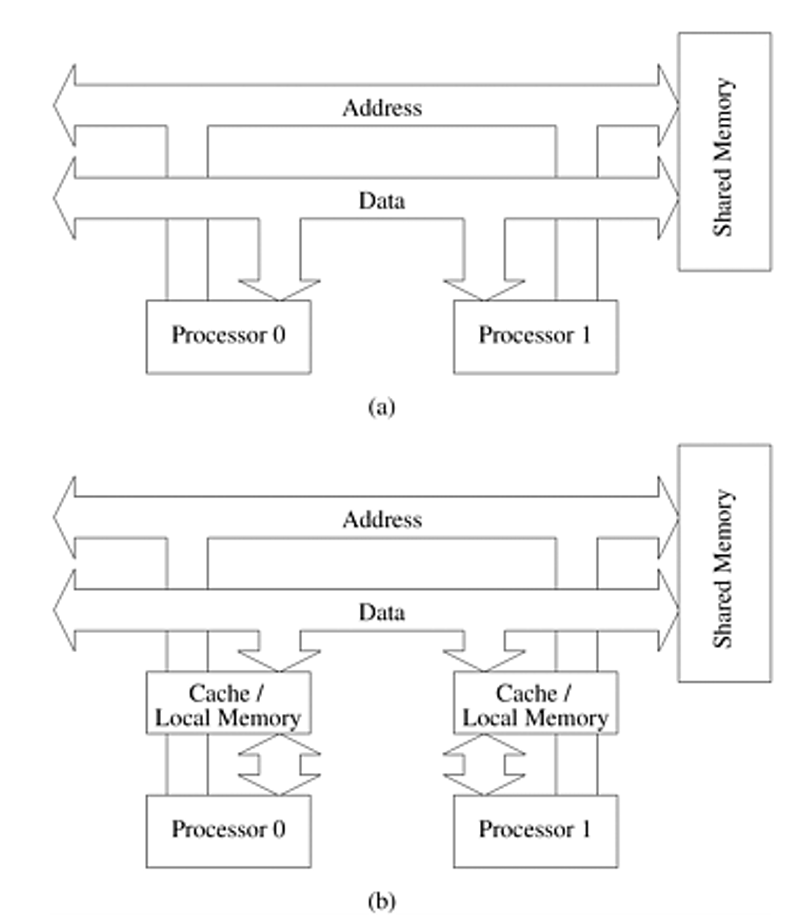 Address
Shared Memory
Data
Processor 0
Processor 1
(a)
Address
Shared Memory
Data
Cache /
Local Memory
Cache /
Local Memory
Processor 0
Processor 1
(b)